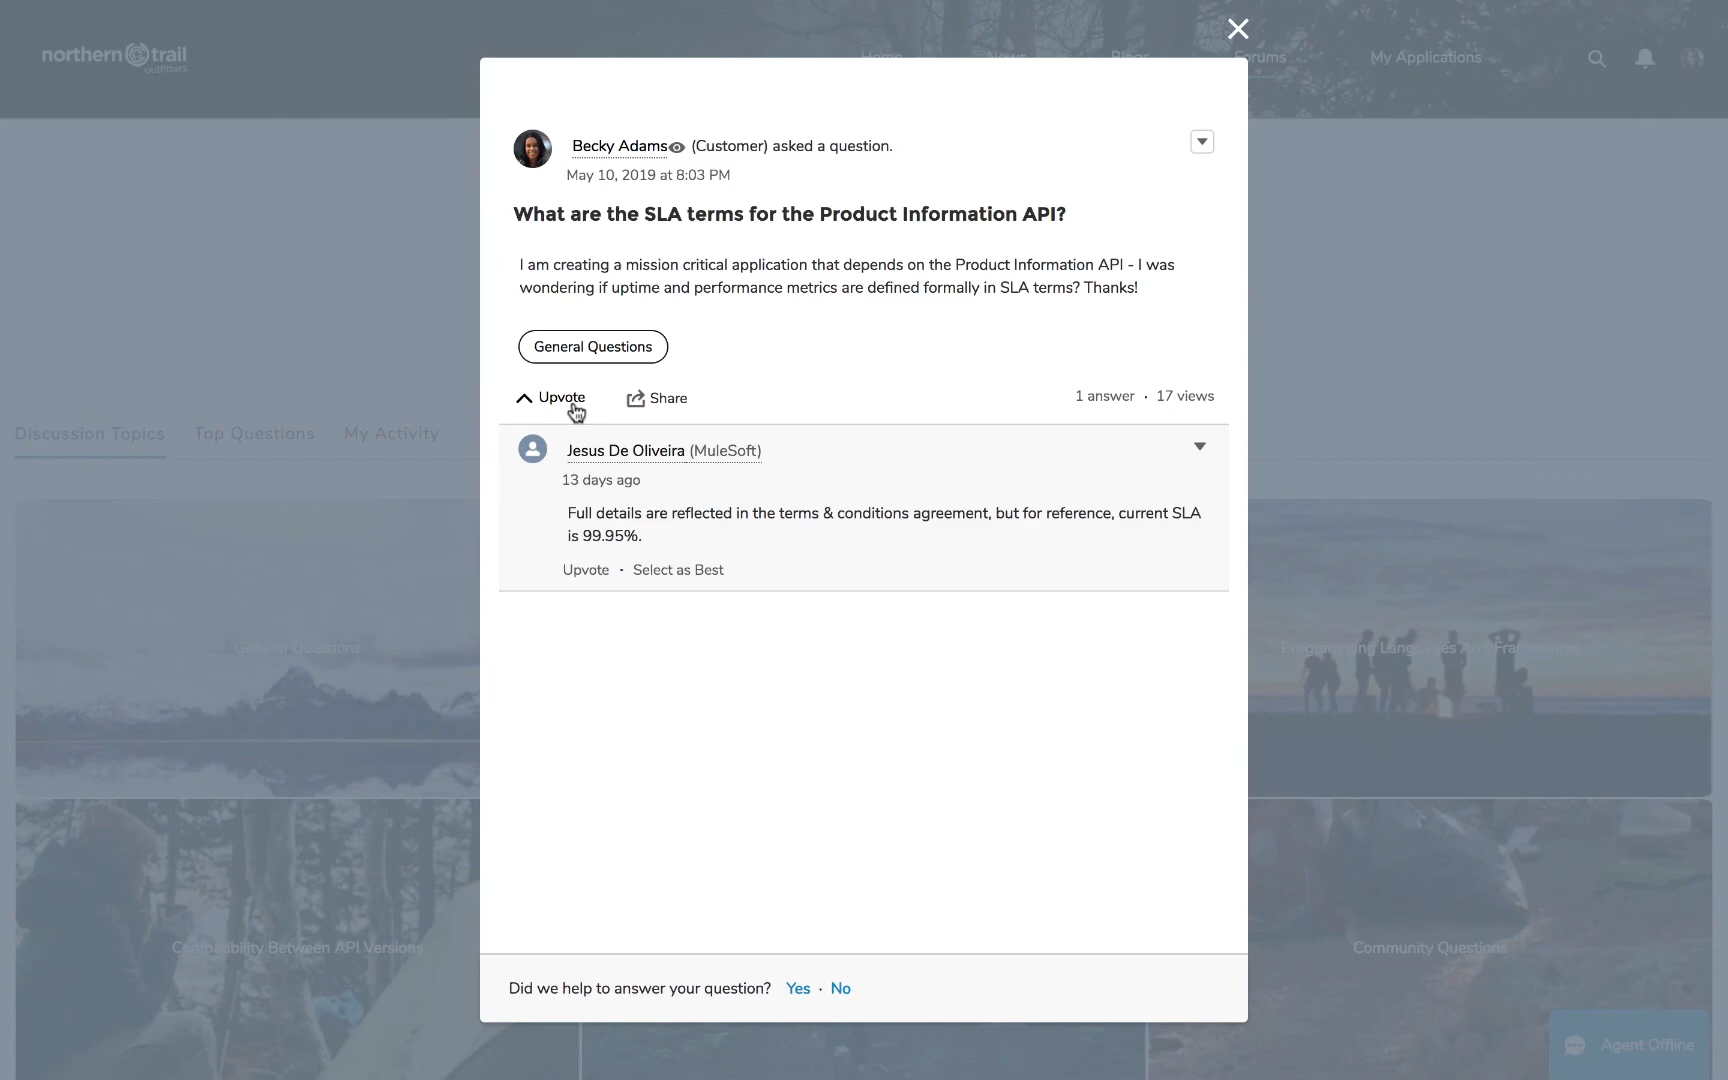 northern trail
outfitters
Home
News
Blogs
Forums
My Applications
Becky Adams (Customer) asked a question.
May 10, 2019 at 8:03 PM
What are the SLA terms for the Product Information API?
I am creating a mission critical application that depends on the Product Information API - I was
wondering if uptime and performance metrics are defined formally in SLA terms? Thanks!
General Questions
Upvote
Share
1 answer · 17 views
Discussion Topics
Top Questions
My Activity
Jesus De Oliveira (MuleSoft)
13 days ago
Full details are reflected in the terms & conditions agreement, but for reference, current SLA
is 99.95%.
Upvote · Select as Best
General Questions
Programming Languages And Frameworks
Compatibility Between API Versions
Community Questions
Did we help to answer your question? Yes · No
Agent Offline